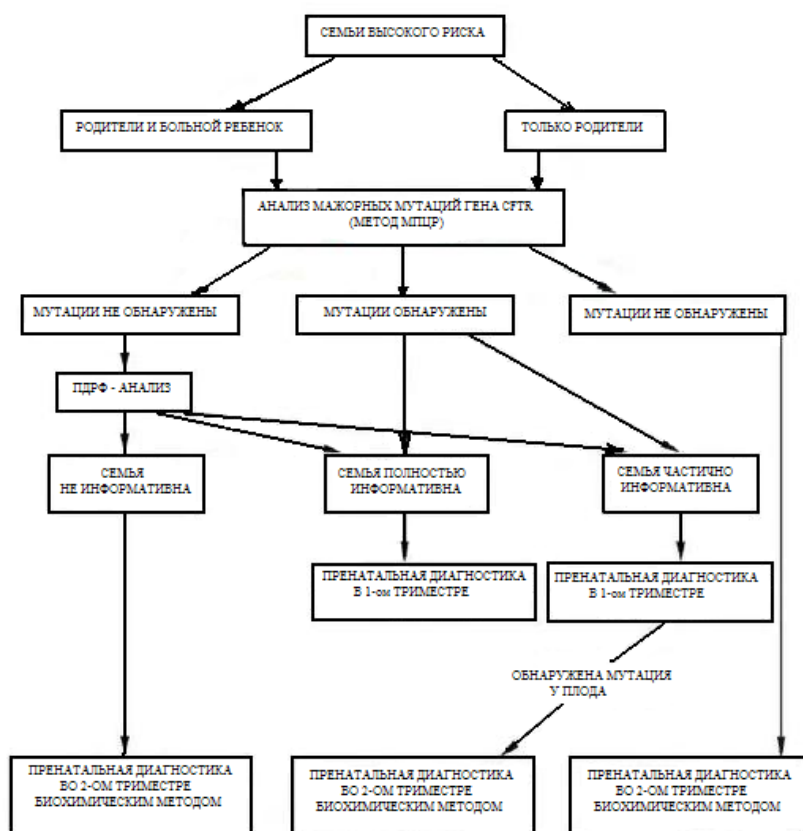 СЕМЬИ ВЫСОКОГО РИСКА
РОДИТЕЛИ И БОЛЬНОЙ РЕБЕНОК
ТОЛЬКО РОДИТЕЛИ
АНАЛИЗ МАЖОРНЫХ МУТАЦИЙ ГЕНА CFTR
(МЕТОД МПЦР)
МУТАЦИИ НЕ ОБНАРУЖЕНЫ
МУТАЦИИ ОБНАРУЖЕНЫ
МУТАЦИИ НЕ ОБНАРУЖЕНЫ
ПДРФ - АНАЛИЗ
СЕМЬЯ
НЕ ИНФОРМАТИВНА
СЕМЬЯ ПОЛНОСТЬЮ
ИНФОРМАТИВНА
СЕМЬЯ ЧАСТИЧНО
ИНФОРМАТИВНА
ПРЕНАТАЛЬНАЯ ДИАГНОСТИКА
В 1-ом ТРИМЕСТРЕ
ПРЕНАТАЛЬНАЯ ДИАГНОСТИКА
В 1-ом ТРИМЕСТРЕ
ОБНАРУЖЕНА МУТАЦИЯ
У ПЛОДА
ПРЕНАТАЛЬНАЯ ДИАГНОСТИКА
ВО 2-ОМ ТРИМЕСТРЕ
БИОХИМИЧЕСКИМ МЕТОДОМ
ПРЕНАТАЛЬНАЯ ДИАГНОСТИКА
ВО 2-ОМ ТРИМЕСТРЕ
БИОХИМИЧЕСКИМ МЕТОДОМ
ПРЕНАТАЛЬНАЯ ДИАГНОСТИКА
ВО 2-ОМ ТРИМЕСТРЕ
БИОХИМИЧЕСКИМ МЕТОДОМ